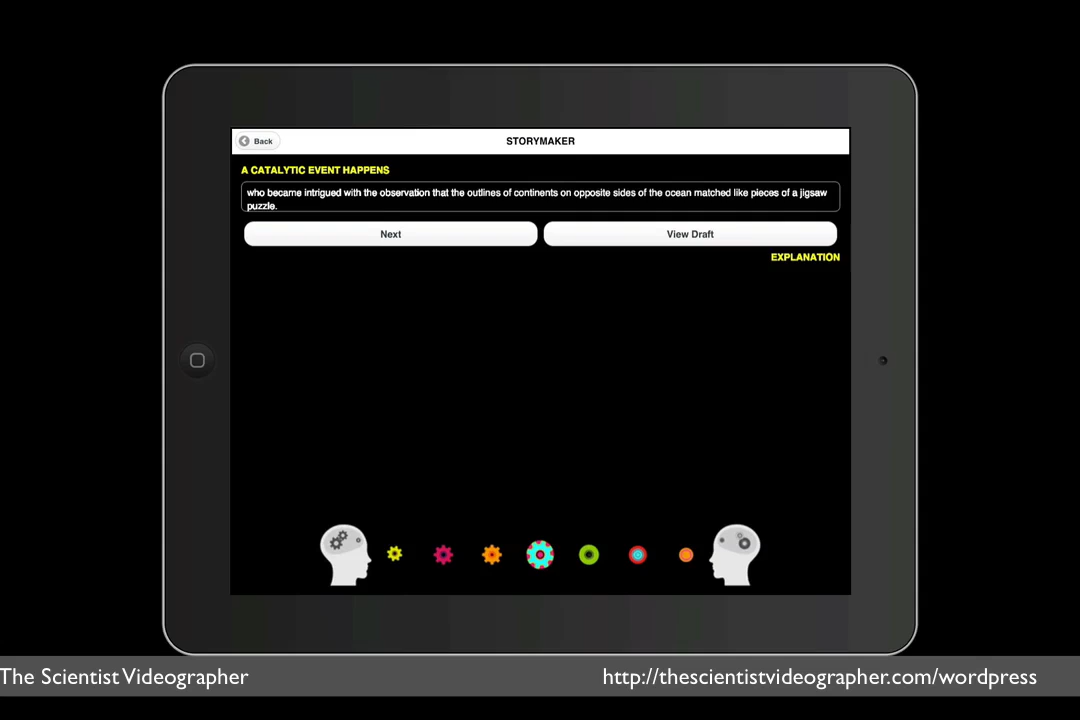 Back
STORYMAKER
A CATALYTIC EVENT HAPPENS
who became intrigued with the observation that the outlines of continents on opposite sides of the ocean matched like pieces of a jigsaw
puzzle.
Next
View Draft
EXPLANATION
The Scientist Videographer
http://thescientistvideographer.com/wordpress